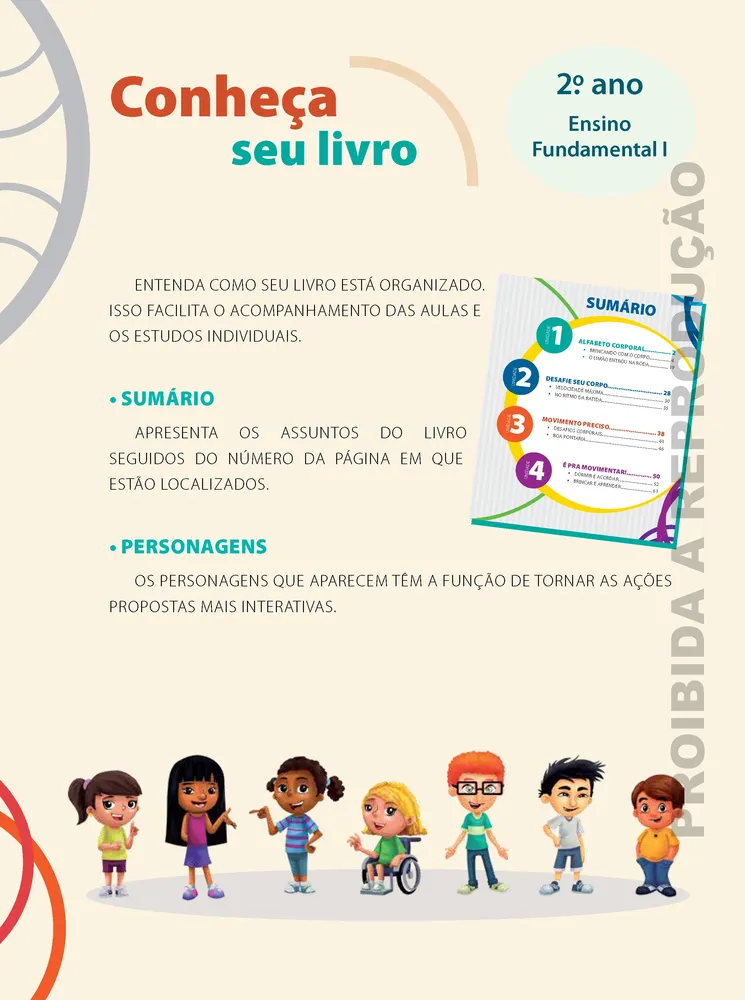 Conheça
seu livro
2º ano
Ensino
Fundamental I
ENTENDA COMO SEU LIVRO ESTÁ ORGANIZADO.
ISSO FACILITA O ACOMPANHAMENTO DAS AULAS E
OS ESTUDOS INDIVIDUAIS.
• SUMÁRIO
APRESENTA OS ASSUNTOS DO LIVRO
SEGUIDOS DO NÚMERO DA PÁGINA EM QUE
ESTÃO LOCALIZADOS.
SUMÁRIO
UNIDADE 1
ALFABETO CORPORAL............... 2
• BRINCANDO COM O CORPO............
• O LIMÃO ENTROU NA RODA............ 19
UNIDADE 2
DESAFIE SEU CORPO........................ 28
• VELOCIDADE MÁXIMA........................ 30
• NO RITMO DA BATIDA........................ 35
UNIDADE 3
MOVIMENTO PRECISO..................... 38
• DESAFIOS CORPORAIS..................... 40
• BOA PONTARIA........................ 46
UNIDADE 4
É PRA MOVIMENTAR!............... 50
• DORMIR E ACORDAR............... 52
• BRINCAR E APRENDER............... 61
• PERSONAGENS
OS PERSONAGENS QUE APARECEM TÊM A FUNÇÃO DE TORNAR AS AÇÕES
PROPOSTAS MAIS INTERATIVAS.
PROIBIDA A REPRODUÇÃO